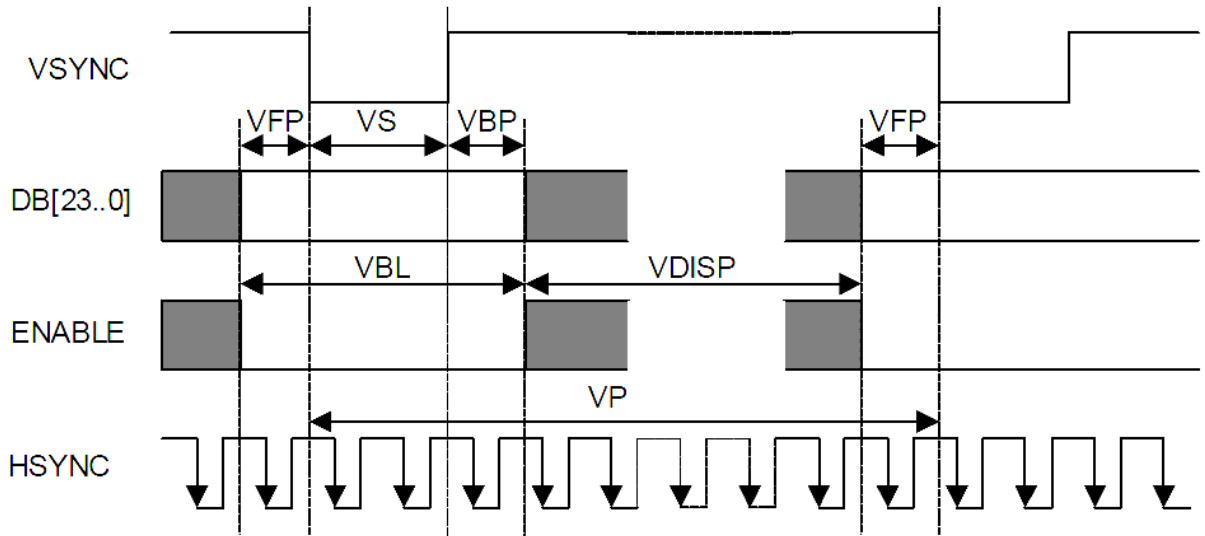 VSYNC
VFP VS VBP VFP
DB[23..0]
VBL VDISP
ENABLE
VP
HSYNC